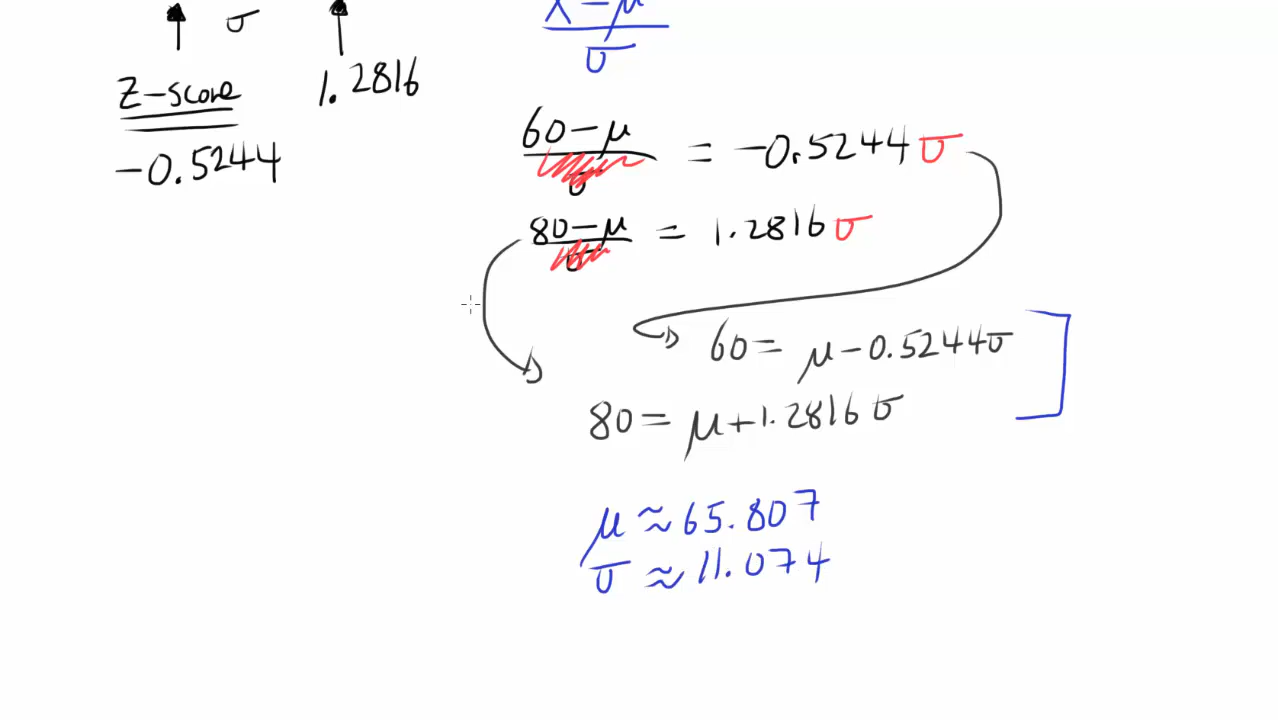 σ
x-μ
σ
Z-score
1.2816
-0.5244
60-μ
σ
= -0.5244σ
80-μ
σ
= 1.2816σ
60= μ-0.5244σ
80= μ+1.2816σ
μ≈65.807
σ≈11.074